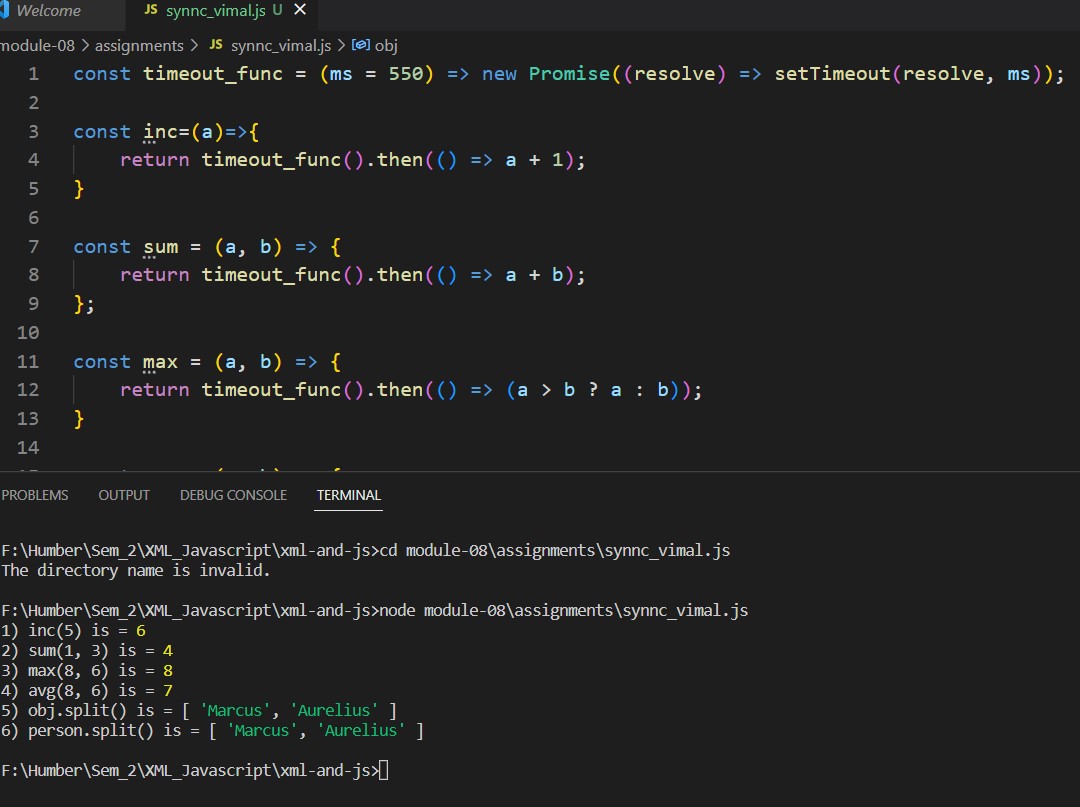 Welcome JS synnc_vimal.js U
module-08 > assignments > JS synnc_vimal.js > obj
1 const timeout_func = (ms = 550) => new Promise((resolve) => setTimeout(resolve, ms));
2
3 const inc=(a)=>{
4 return timeout_func().then(() => a + 1);
5 }
6
7 const sum = (a, b) => {
8 return timeout_func().then(() => a + b);
9 };
10
11 const max = (a, b) => {
12 return timeout_func().then(() => (a > b ? a : b));
13 }
14
PROBLEMS OUTPUT DEBUG CONSOLE TERMINAL
F:\Humber\Sem_2\XML_Javascript\xml-and-js>cd module-08\assignments\synnc_vimal.js
The directory name is invalid.
F:\Humber\Sem_2\XML_Javascript\xml-and-js>node module-08\assignments\synnc_vimal.js
1) inc(5) is = 6
2) sum(1, 3) is = 4
3) max(8, 6) is = 8
4) avg(8, 6) is = 7
5) obj.split() is = [ 'Marcus', 'Aurelius' ]
6) person.split() is = [ 'Marcus', 'Aurelius' ]
F:\Humber\Sem_2\XML_Javascript\xml-and-js>